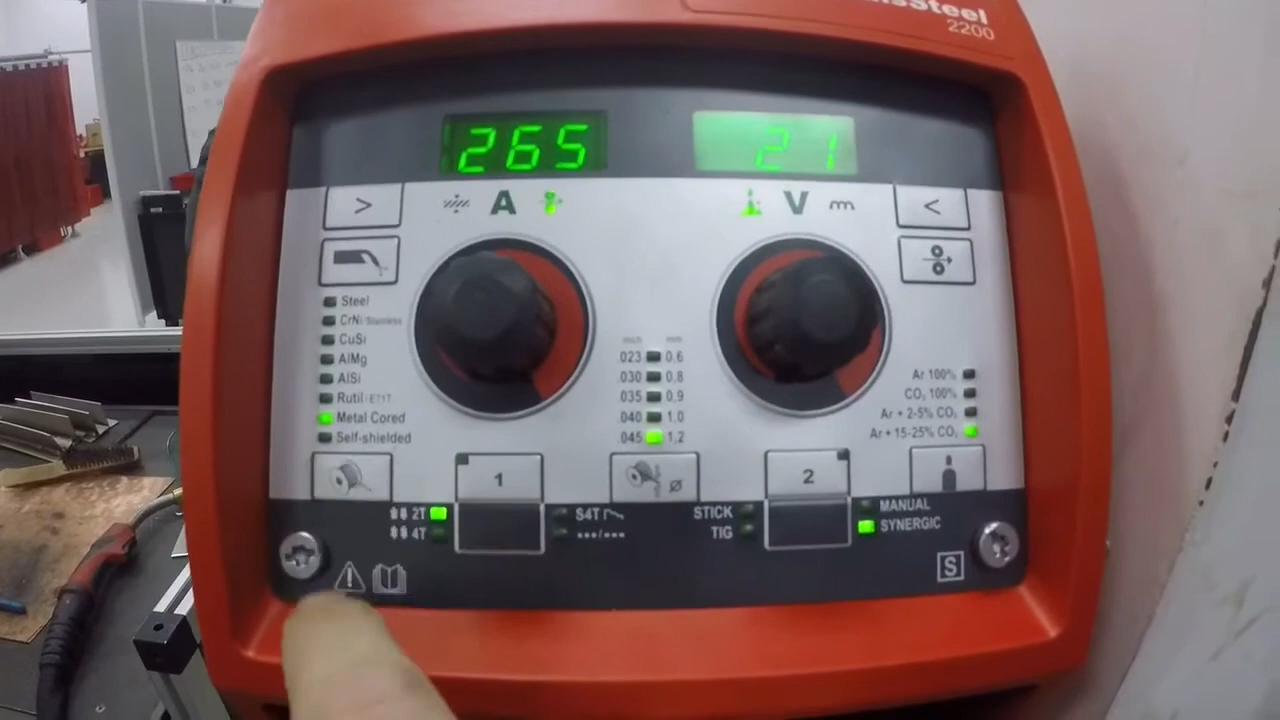 Steel
2200
265
21
>
A
V
<
Steel
CrNi / Stainless
CuSi
AlMg
AlSi
Rutil / E71T
Metal Cored
Self-shielded
inch mm
.023 0,6
.030 0,8
.035 0,9
.040 1,0
.045 1,2
Ar 100%
CO₂ 100%
Ar + 2-5% CO₂
Ar + 15-25% CO₂
1
Ø
2
2T
4T
S4T
STICK
TIG
MANUAL
SYNERGIC
S